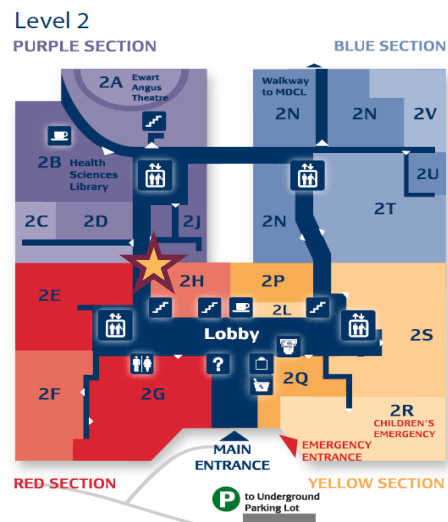 Level 2
PURPLE SECTION
BLUE SECTION
2A
Ewart
Angus
Theatre
Walkway
to MDCL
2N
2N
2V
2B
Health
Sciences
Library
2U
2C
2D
2J
2N
2T
2E
2H
2P
2L
Lobby
2S
?
2F
2G
2Q
2R
CHILDREN'S
EMERGENCY
MAIN
ENTRANCE
EMERGENCY
ENTRANCE
RED SECTION
YELLOW SECTION
P to Underground
Parking Lot